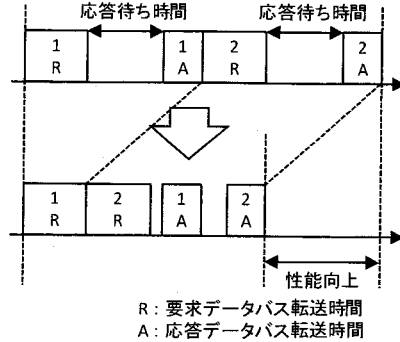 応答待ち時間 応答待ち時間
1 1 2 2
R A R A
1 2 1 2
R R A A
性能向上
R：要求データバス転送時間
A：応答データバス転送時間